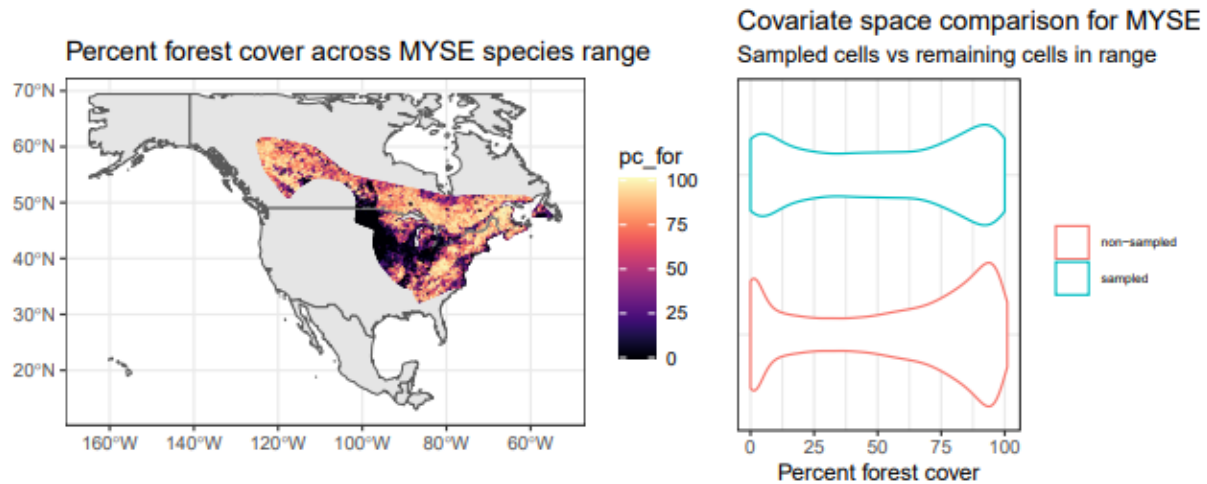 Percent forest cover across MYSE species range
70°N
60°N
50°N
40°N
30°N
20°N
160°W
140°W
120°W
100°W
80°W
60°W
pc_for
100
75
50
25
0
Covariate space comparison for MYSE
Sampled cells vs remaining cells in range
0
25
50
75
100
Percent forest cover
non-sampled
sampled